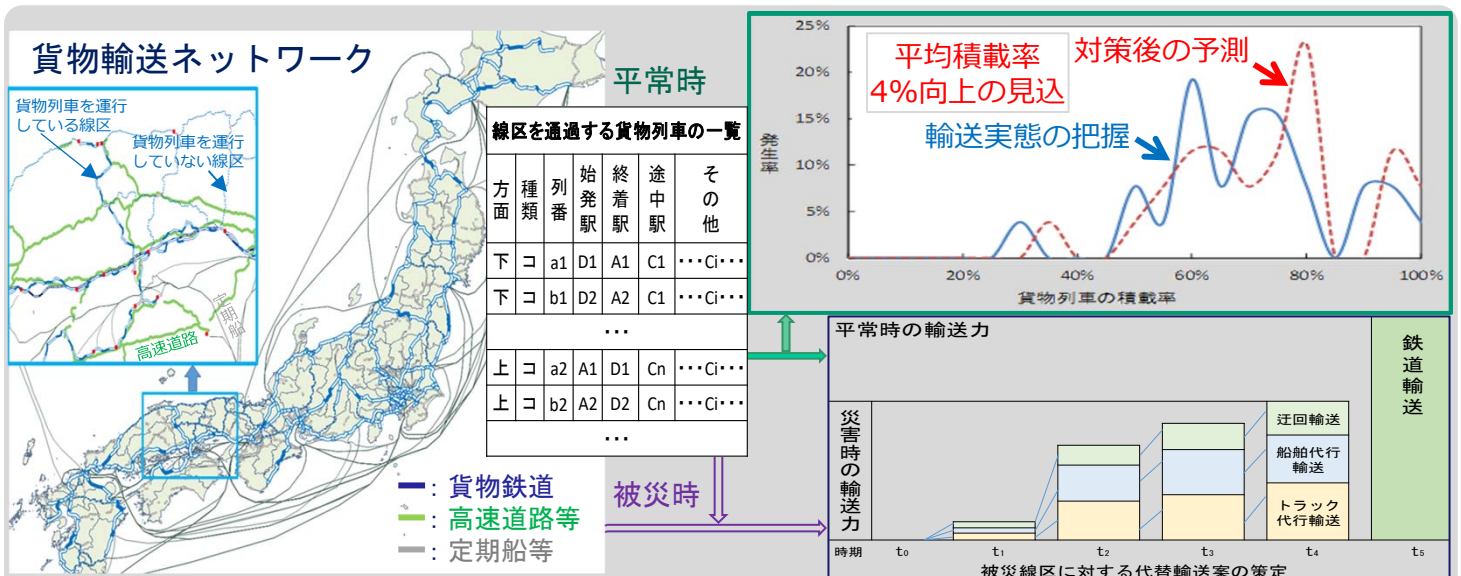 貨物輸送ネットワーク
貨物列車を運行
している線区
貨物列車を運行
していない線区
定期船
高速道路
━: 貨物鉄道
━: 高速道路等
━: 定期船等
平常時
線区を通過する貨物列車の一覧
方面 種類 列番 始発駅 終着駅 途中駅 その他
下 コ a1 D1 A1 C1 ···Ci···
下 コ b1 D2 A2 C1 ···Ci···
···
上 コ a2 A1 D1 Cn ···Ci···
上 コ b2 A2 D2 Cn ···Ci···
···
被災時
25%
20%
15%
10%
5%
0%
発生率
平均積載率
4%向上の見込
対策後の予測
輸送実態の把握
0% 20% 40% 60% 80% 100%
貨物列車の積載率
平常時の輸送力
鉄道輸送
災害時の輸送力
迂回輸送
船舶代行
輸送
トラック
代行輸送
時期 t₀ t₁ t₂ t₃ t₄ t₅
被災線区に対する代替輸送案の策定